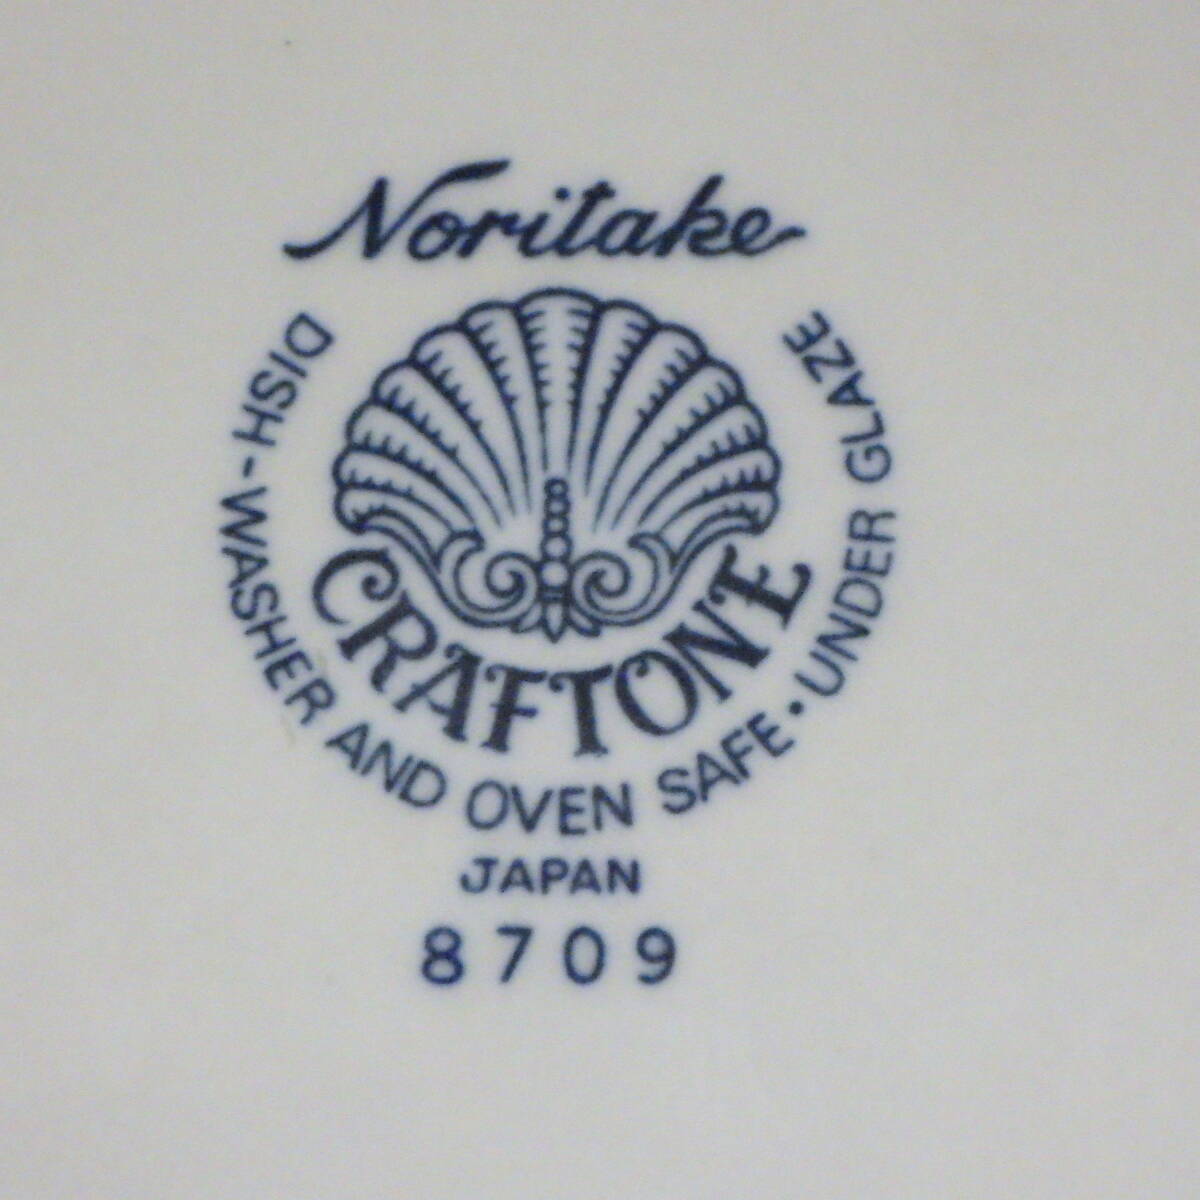 Noritake
CRAFTONE
DISH-WASHER AND OVEN SAFE·UNDER GLAZE
JAPAN
8709